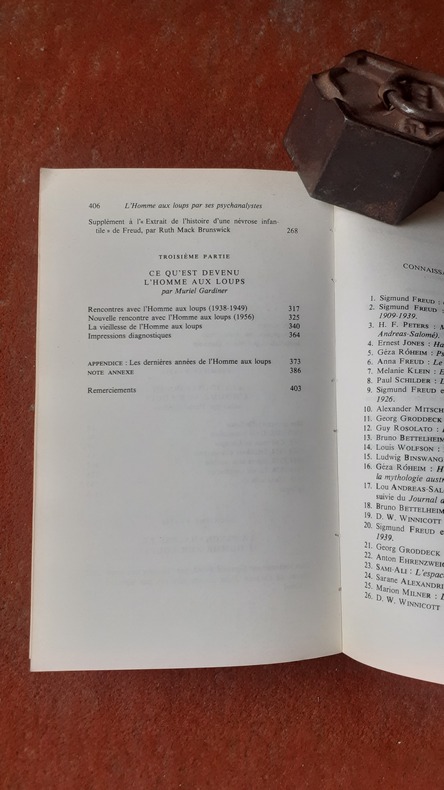 406 L'Homme aux loups par ses psychanalystes
Supplément à l'« Extrait de l'histoire d'une névrose infan-
tile » de Freud, par Ruth Mack Brunswick 268
TROISIÈME PARTIE
CE QU'EST DEVENU
L'HOMME AUX LOUPS
par Muriel Gardiner
Rencontres avec l'Homme aux loups (1938-1949) 317
Nouvelle rencontre avec l'Homme aux loups (1956) 325
La vieillesse de l'Homme aux loups 340
Impressions diagnostiques 364
APPENDICE : Les dernières années de l'Homme aux loups 373
NOTE ANNEXE 386
Remerciements 403
CONNAISSA
1. Sigmund FREUD :
2. Sigmund FREUD :
1909-1939.
3. H. F. PETERS :
Andreas-Salomé).
4. Ernest JONES : Ha
5. Géza RÓHEIM : Ps
6. Anna FREUD : Le
7. Melanie KLEIN : E
8. Paul SCHILDER : L
9. Sigmund FREUD e
1926.
10. Alexander MITSCH
11. Georg GRODDECK
12. Guy ROSOLATO :
13. Bruno BETTELHEIM
14. Louis WOLFSON :
15. Ludwig BINSWANG
16. Géza RÓHEIM : H
la mythologie austr
17. Lou ANDREAS-SAL
suivie du Journal d
18. Bruno BETTELHEIM
19. D. W. WINNICOTT
20. Sigmund FREUD e
1939.
21. Georg GRODDECK
22. Anton EHRENZWEIG
23. SAMI-ALI : L'espac
24. Sarane ALEXANDRI
25. Marion MILNER : L
26. D. W. WINNICOTT